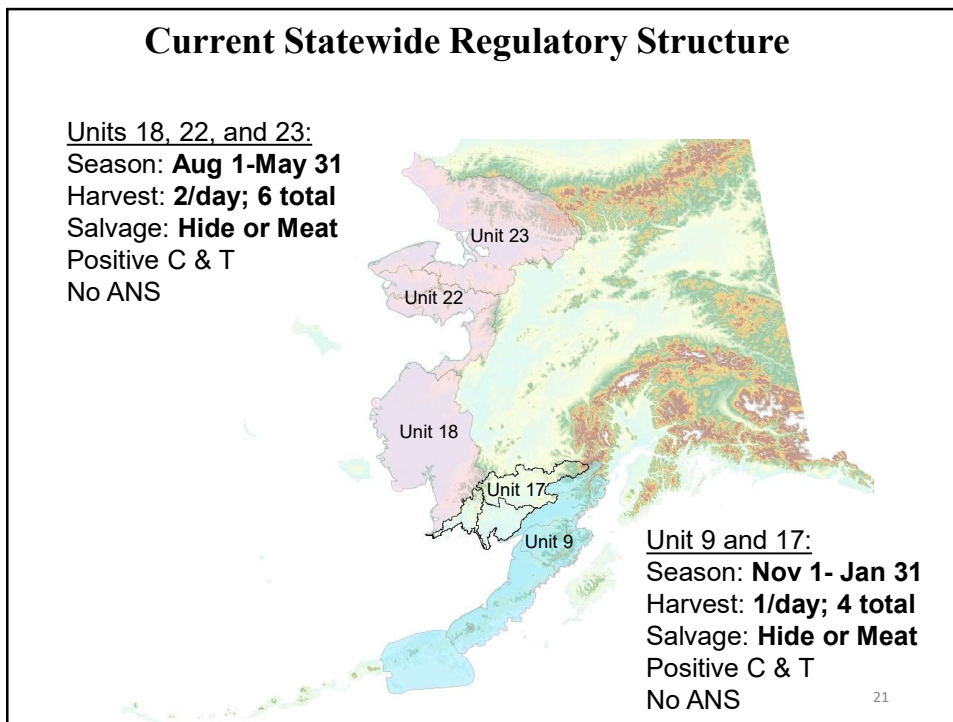 Current Statewide Regulatory Structure
Units 18, 22, and 23:
Season: Aug 1-May 31
Harvest: 2/day; 6 total
Salvage: Hide or Meat
Positive C & T
No ANS
Unit 23
Unit 22
Unit 18
Unit 17
Unit 9
Unit 9 and 17:
Season: Nov 1- Jan 31
Harvest: 1/day; 4 total
Salvage: Hide or Meat
Positive C & T
No ANS
21